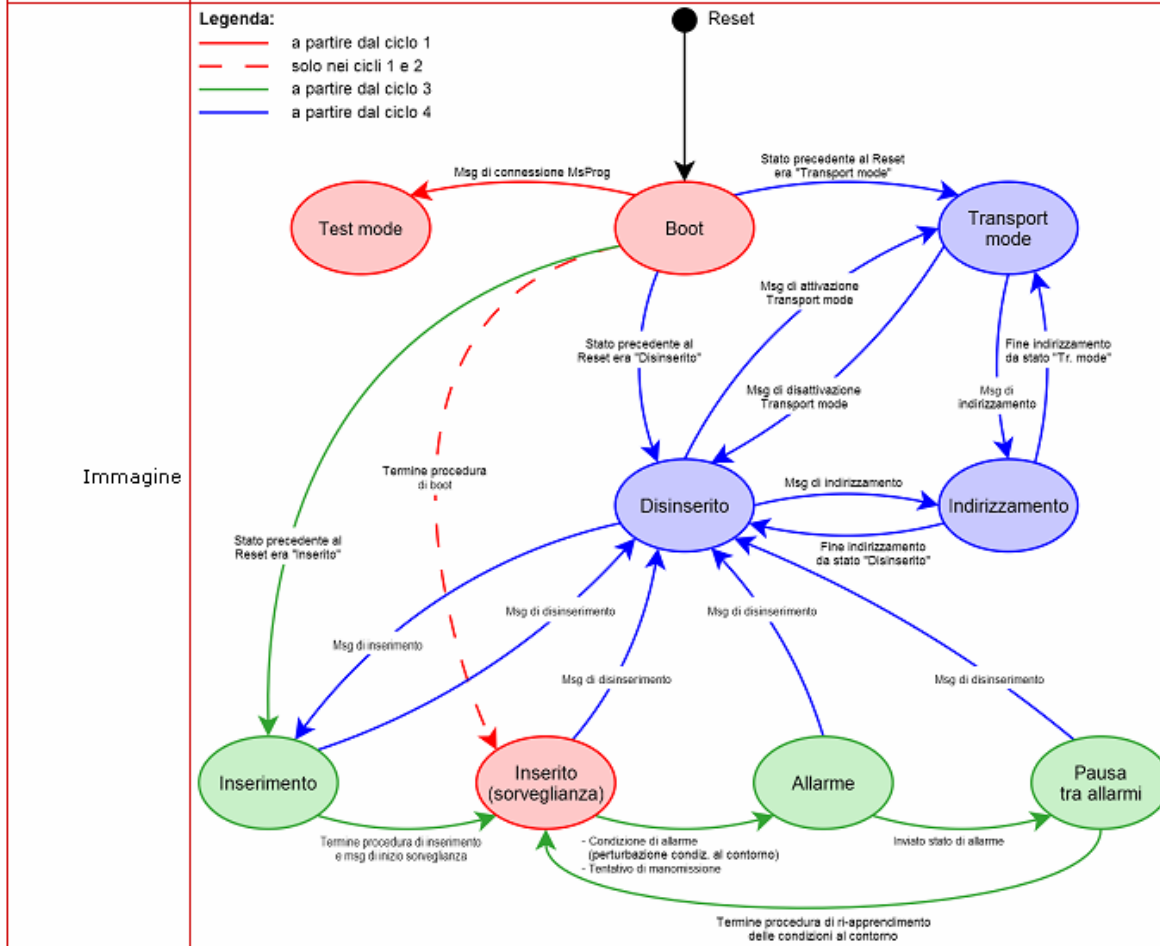 Legenda:
a partire dal ciclo 1
solo nei cicli 1 e 2
a partire dal ciclo 3
a partire dal ciclo 4
Reset
Msg di connessione MsProg
Stato precedente al Reset
era "Transport mode"
Test mode
Boot
Transport
mode
Msg di attivazione
Transport mode
Stato precedente al
Reset era "Disinserito"
Fine indirizzamento
da stato "Tr. mode"
Msg di disattivazione
Transport mode
Msg di
indirizzamento
Termine procedura
di boot
Immagine
Disinserito
Msg di indirizzamento
Indirizzamento
Fine indirizzamento
da stato "Disinserito"
Stato precedente al
Reset era "Inserito"
Msg di inserimento
Msg di disinserimento
Msg di disinserimento
Msg di disinserimento
Msg di disinserimento
Inserimento
Inserito
(sorveglianza)
Allarme
Pausa
tra allarmi
Termine procedura di inserimento
e msg di inizio sorveglianza
- Condizione di allarme
(perturbazione condiz. al contorno)
- Tentativo di manomissione
Inviato stato di allarme
Termine procedura di ri-apprendimento
delle condizioni al contorno